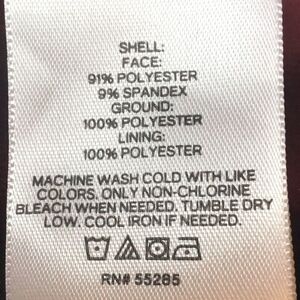 SHELL:
FACE:
91% POLYESTER
9% SPANDEX
GROUND:
100% POLYESTER
LINING:
100% POLYESTER
MACHINE WASH COLD WITH LIKE
COLORS. ONLY NON-CHLORINE
BLEACH WHEN NEEDED. TUMBLE DRY
LOW. COOL IRON IF NEEDED.
RN# 55285